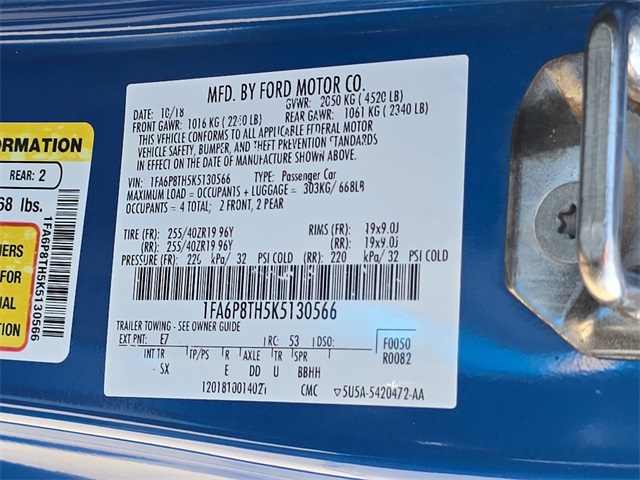 ORMATION
REAR: 2
68 lbs.
IERS
FOR
IAL
TION
1FA6P8TH5K5130566
MFD. BY FORD MOTOR CO.
DATE: 10/18 GVWR: 2050 KG ( 4520 LB)
FRONT GAWR: 1016 KG ( 2240 LB) REAR GAWR: 1061 KG ( 2340 LB)
THIS VEHICLE CONFORMS TO ALL APPLICABLE FEDERAL MOTOR
VEHICLE SAFETY, BUMPER, AND THEFT PREVENTION STANDARDS
IN EFFECT ON THE DATE OF MANUFACTURE SHOWN ABOVE.
VIN: 1FA6P8TH5K5130566 TYPE: Passenger Car
MAXIMUM LOAD = OCCUPANTS + LUGGAGE = 303KG/ 668LB
OCCUPANTS = 4 TOTAL; 2 FRONT, 2 REAR
TIRE (FR): 255/40ZR19 96Y RIMS (FR): 19x9.0J
(RR): 255/40ZR19 96Y (RR): 19x9.0J
PRESSURE (FR): 220 kPa/ 32 PSI COLD (RR): 220 kPa/ 32 PSI COLD
1FA6P8TH5K5130566
TRAILER TOWING - SEE OWNER GUIDE
EXT PNT: E7 RC: 53 DSO: F0050
INT TR TP/PS R AXLE TR SPR R0082
SX E DD U BBHH
1201810014021 CMC 5U5A-5420472-AA